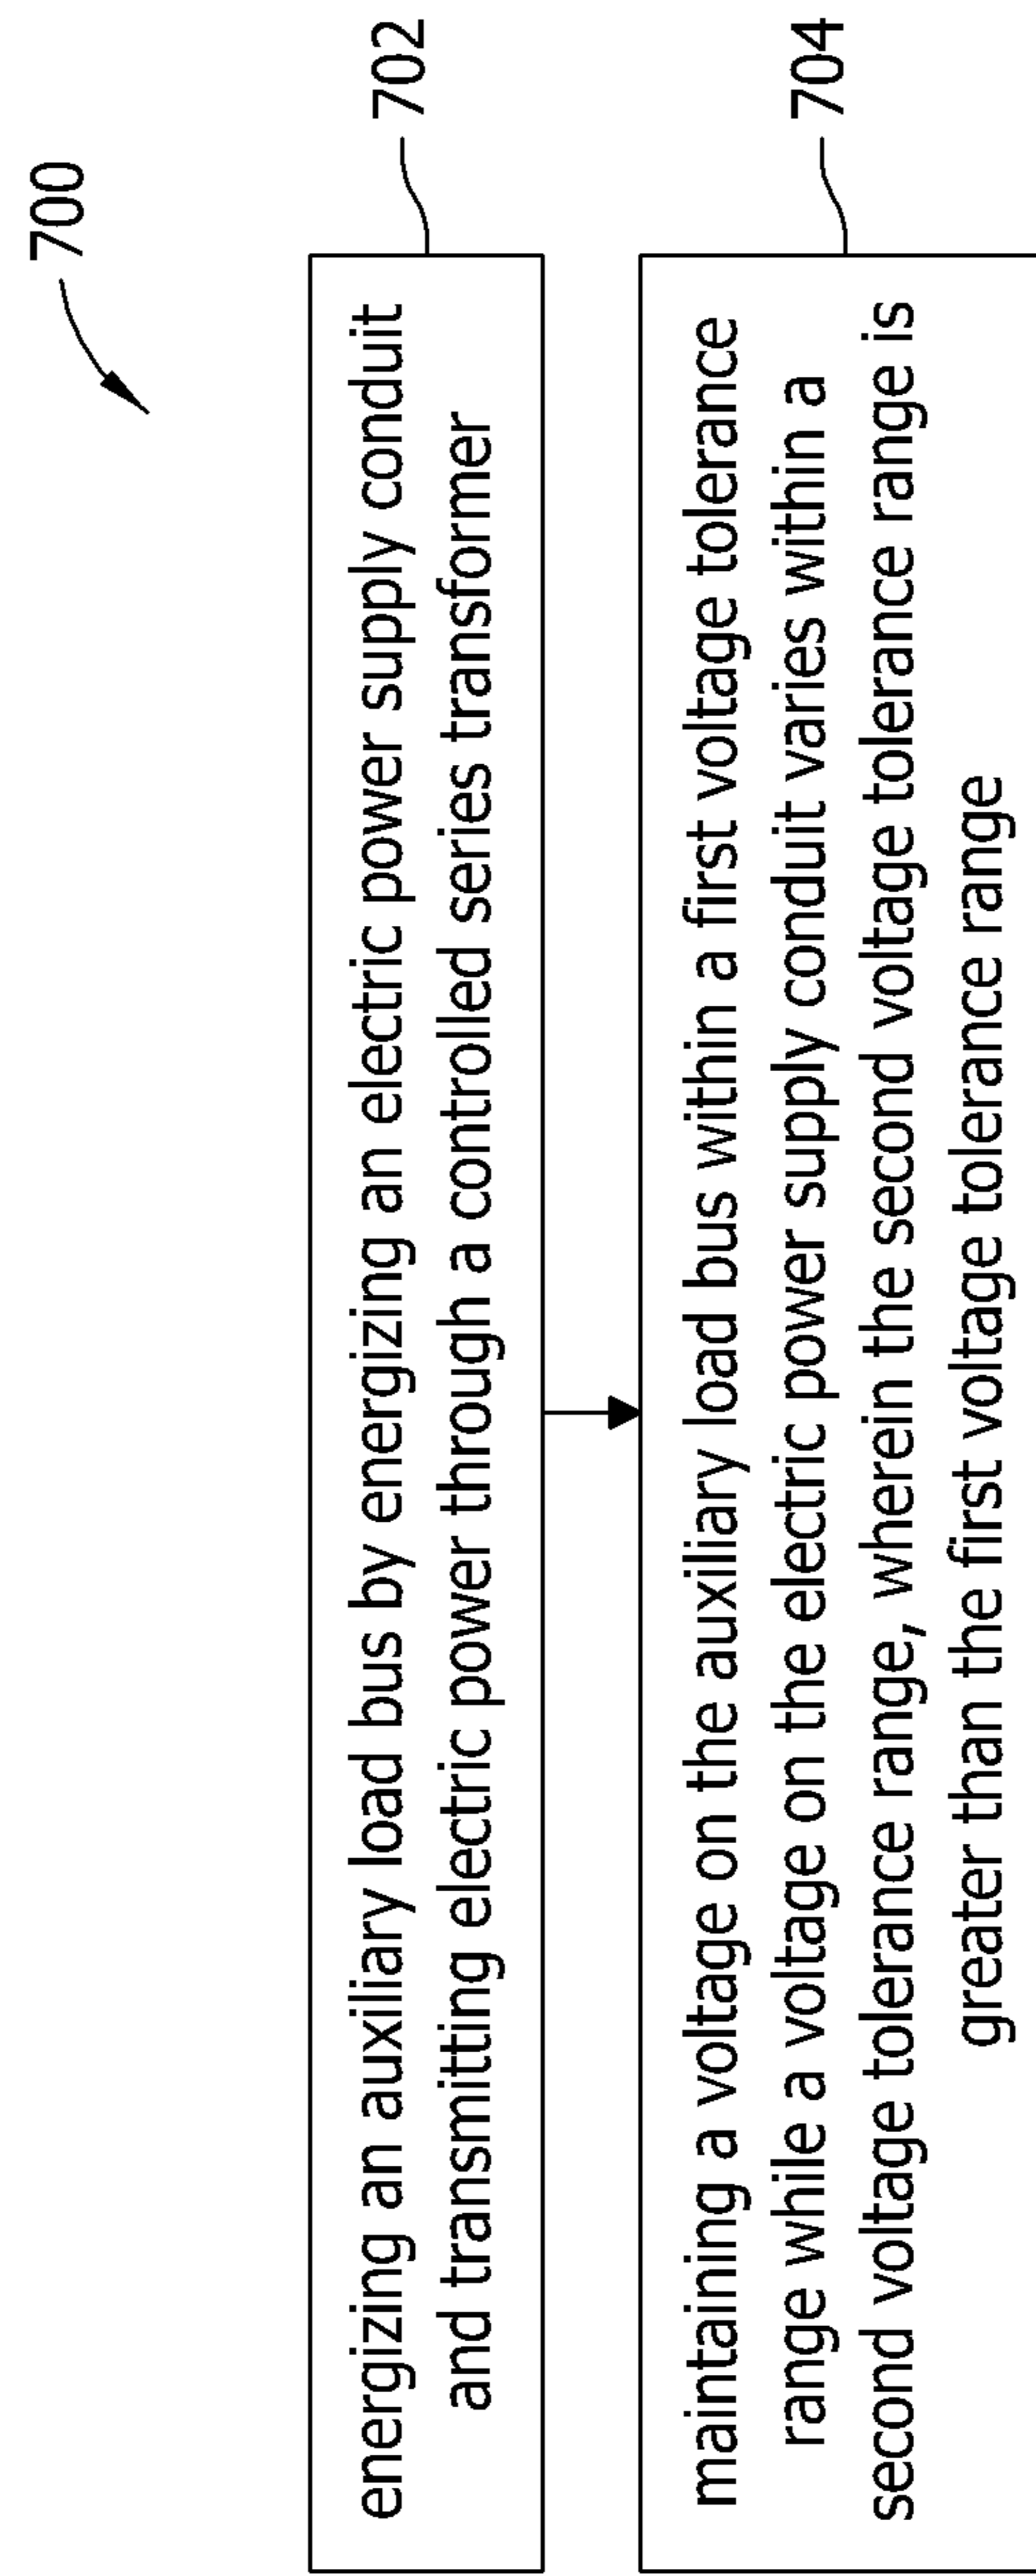 700
702
energizing an auxiliary load bus by energizing an electric power supply conduit
and transmitting electric power through a controlled series transformer
704
maintaining a voltage on the auxiliary load bus within a first voltage tolerance
range while a voltage on the electric power supply conduit varies within a
second voltage tolerance range, wherein the second voltage tolerance range is
greater than the first voltage tolerance range